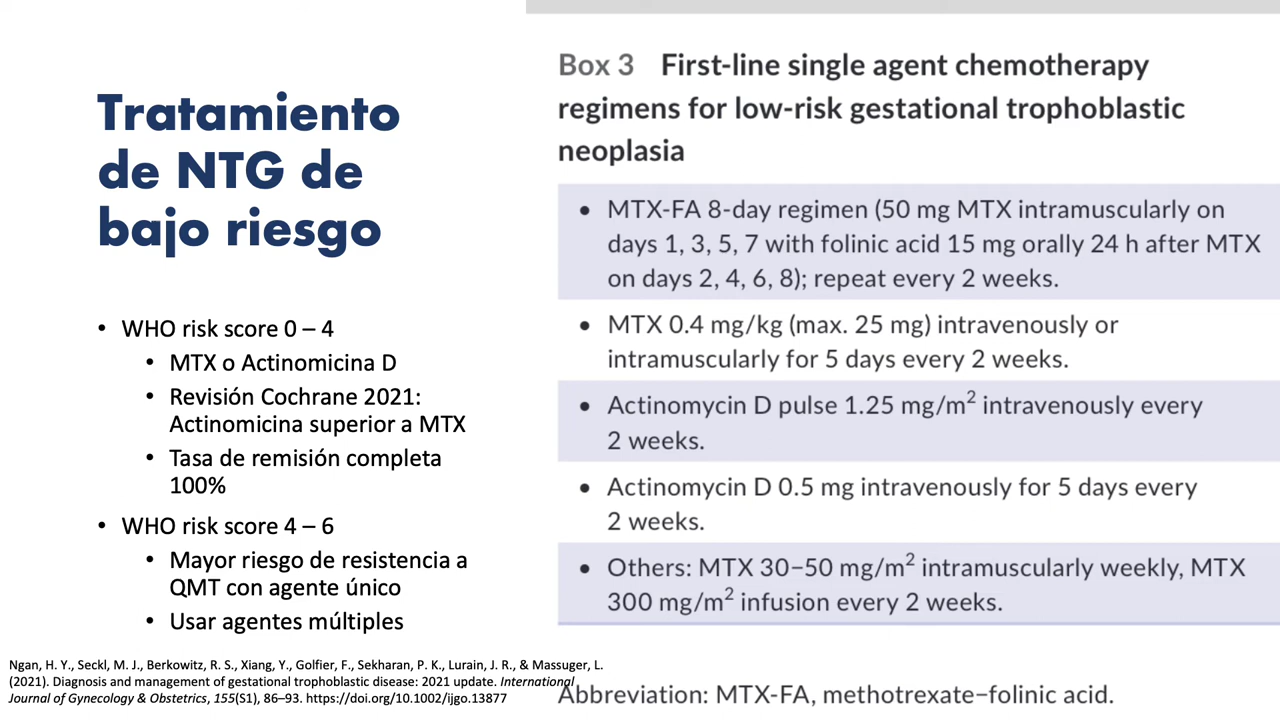 Tratamiento
de NTG de
bajo riesgo
• WHO risk score 0 – 4
• MTX o Actinomicina D
• Revisión Cochrane 2021:
Actinomicina superior a MTX
• Tasa de remisión completa
100%
• WHO risk score 4 – 6
• Mayor riesgo de resistencia a
QMT con agente único
• Usar agentes múltiples
Ngan, H. Y., Seckl, M. J., Berkowitz, R. S., Xiang, Y., Golfier, F., Sekharan, P. K., Lurain, J. R., & Massuger, L.
(2021). Diagnosis and management of gestational trophoblastic disease: 2021 update. International
Journal of Gynecology & Obstetrics, 155(S1), 86–93. https://doi.org/10.1002/ijgo.13877
Box 3 First-line single agent chemotherapy
regimens for low-risk gestational trophoblastic
neoplasia
• MTX-FA 8-day regimen (50 mg MTX intramuscularly on
days 1, 3, 5, 7 with folinic acid 15 mg orally 24 h after MTX
on days 2, 4, 6, 8); repeat every 2 weeks.
• MTX 0.4 mg/kg (max. 25 mg) intravenously or
intramuscularly for 5 days every 2 weeks.
• Actinomycin D pulse 1.25 mg/m² intravenously every
2 weeks.
• Actinomycin D 0.5 mg intravenously for 5 days every
2 weeks.
• Others: MTX 30–50 mg/m² intramuscularly weekly, MTX
300 mg/m² infusion every 2 weeks.
Abbreviation: MTX-FA, methotrexate–folinic acid.